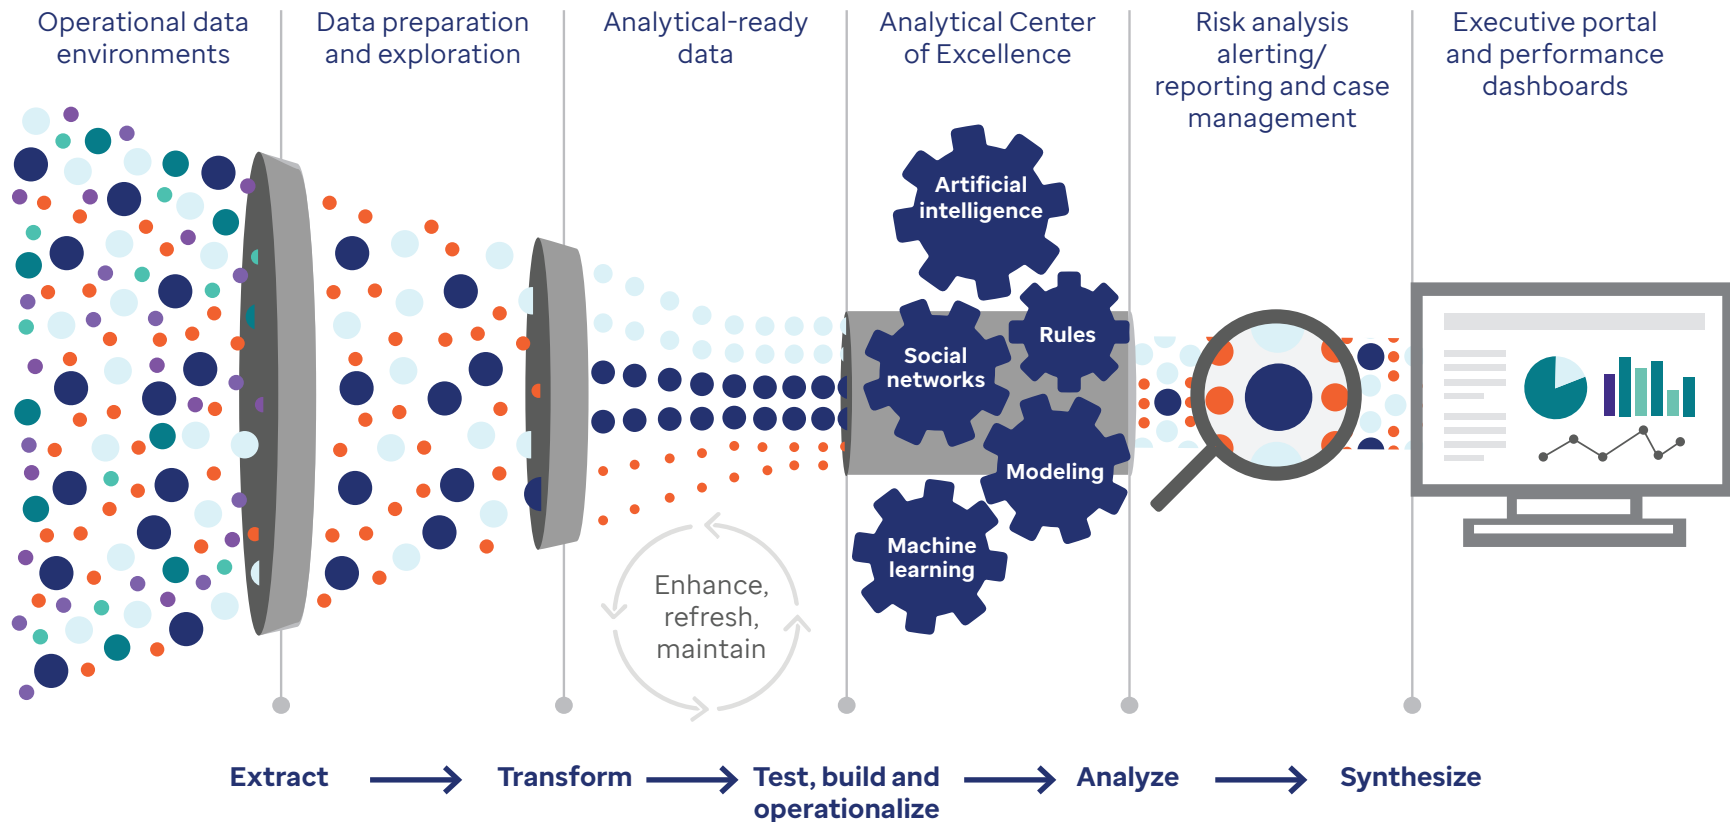 Operational data
environments
Data preparation
and exploration
Analytical-ready
data
Analytical Center
of Excellence
Risk analysis
alerting/
reporting and case
management
Executive portal
and performance
dashboards
Artificial
intelligence
Rules
Social
networks
Modeling
Machine
learning
Enhance,
refresh,
maintain
Extract
Transform
Test, build and
operationalize
Analyze
Synthesize